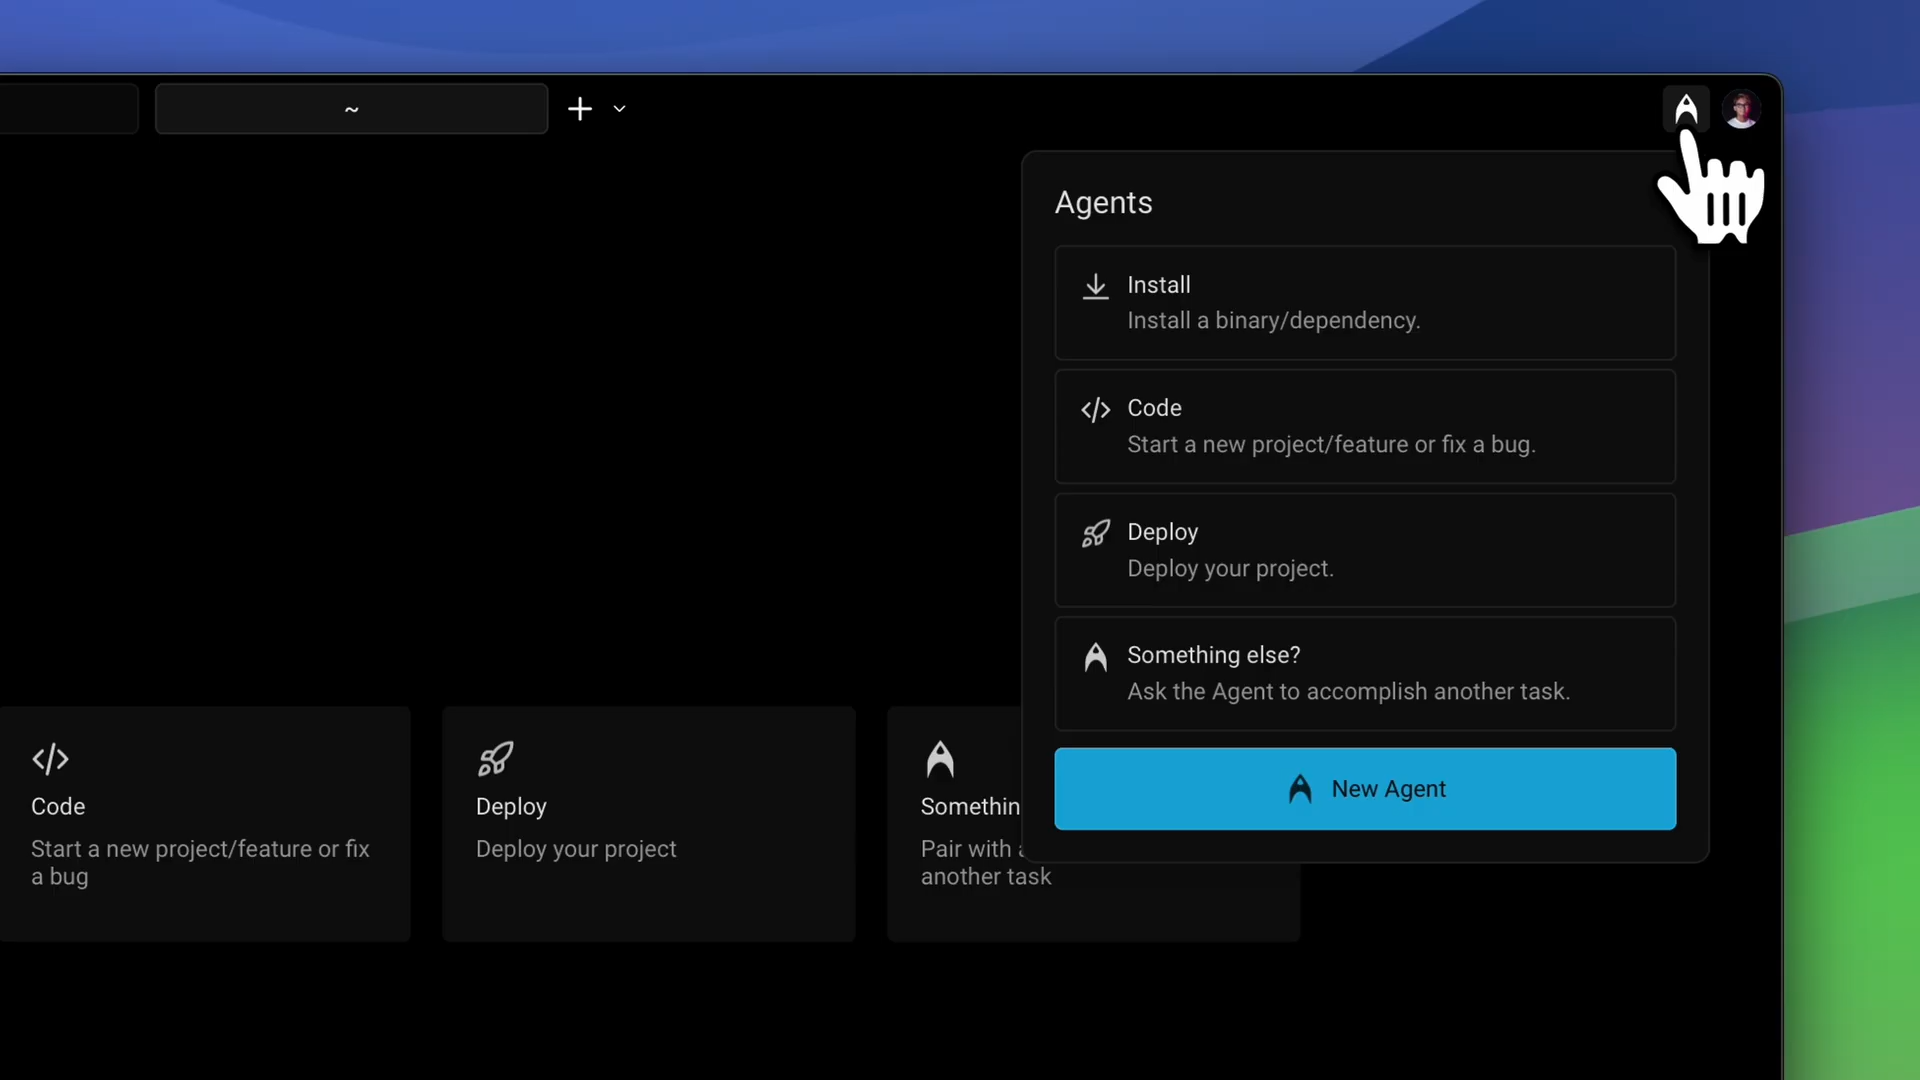 ~
Agents
Install
Install a binary/dependency.
Code
Start a new project/feature or fix a bug.
Deploy
Deploy your project.
Something else?
Ask the Agent to accomplish another task.
New Agent
Code
Start a new project/feature or fix
a bug
Deploy
Deploy your project
Somethin
Pair with
another task